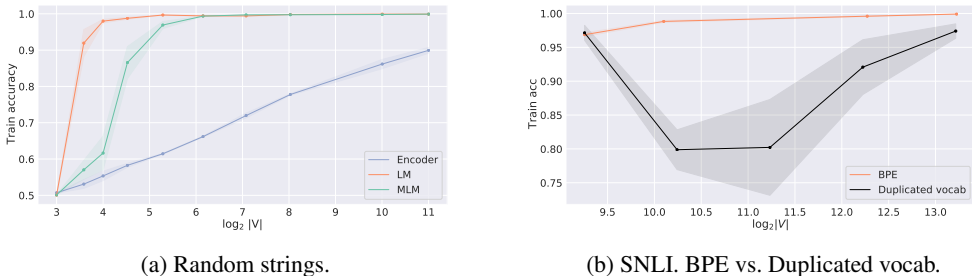 1.0
0.9
0.8
0.7
0.6
0.5
Train accuracy
3 4 5 6 7 8 9 10 11
log₂ |V|
Encoder
LM
MLM
(a) Random strings.
1.00
0.95
0.90
0.85
0.80
0.75
Train acc
9.5 10.0 10.5 11.0 11.5 12.0 12.5 13.0
log₂|V|
BPE
Duplicated vocab
(b) SNLI. BPE vs. Duplicated vocab.